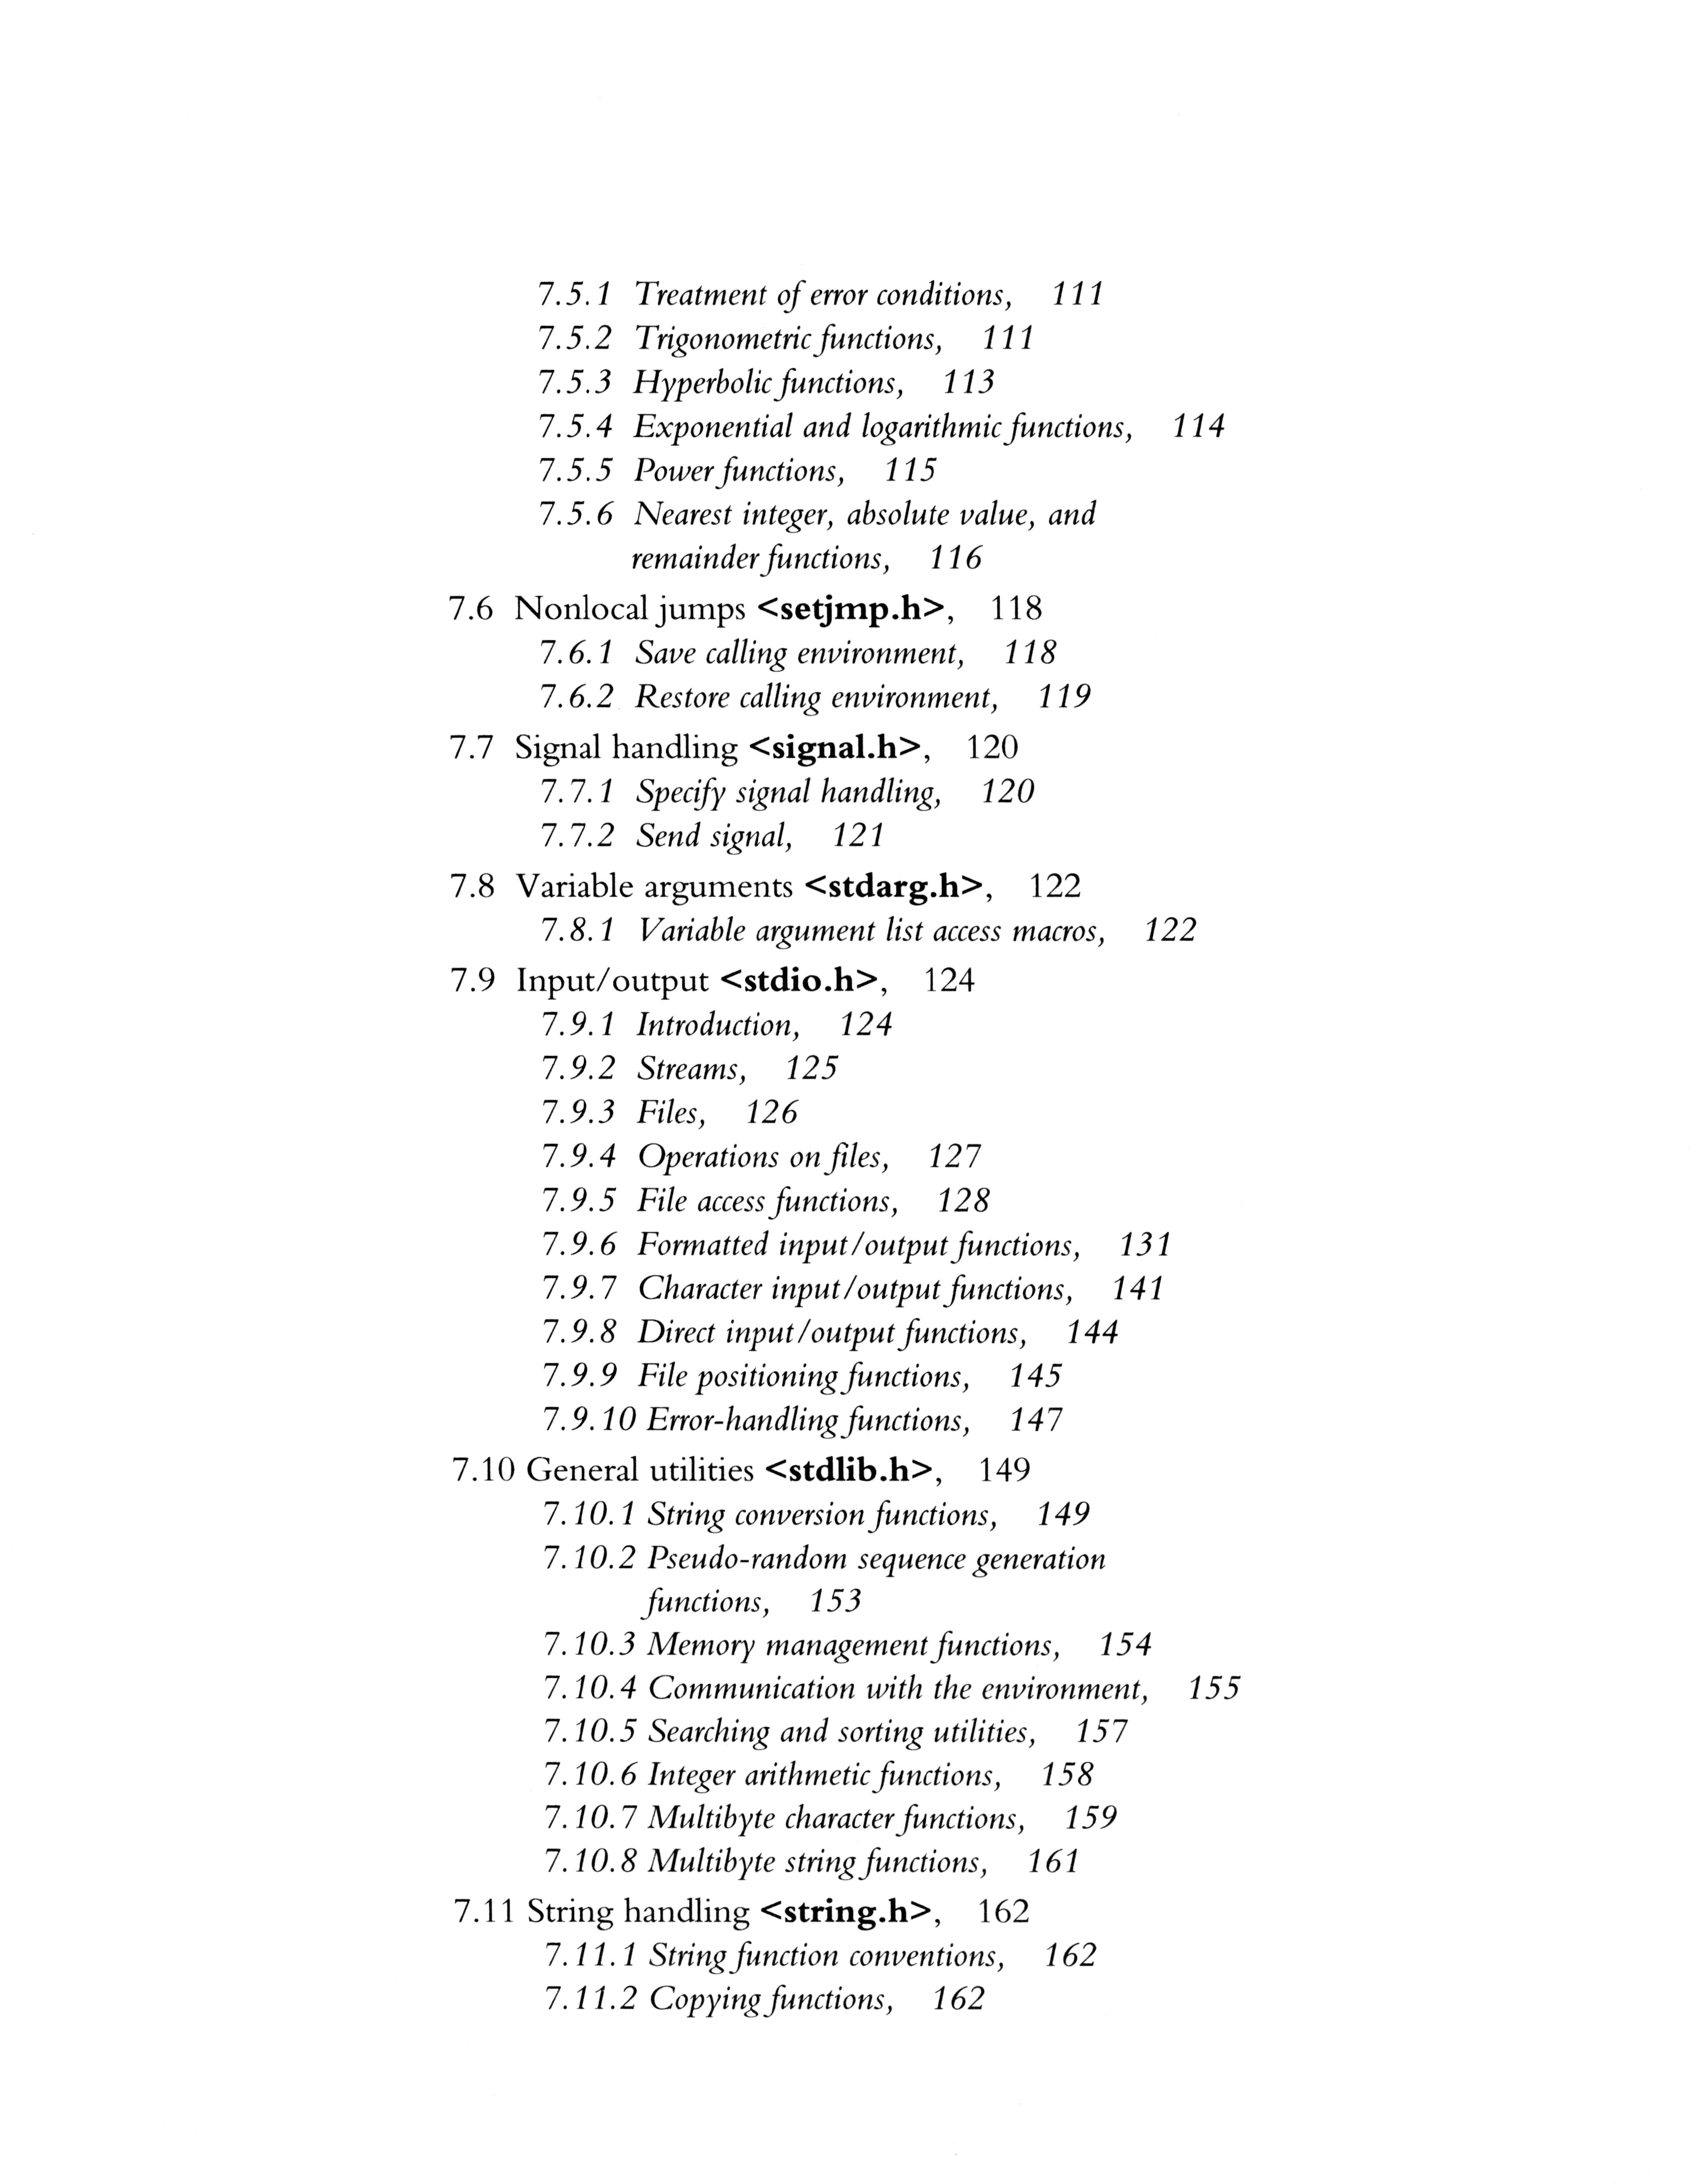 7.5.1 Treatment of error conditions, 111
7.5.2 Trigonometric functions, 111
7.5.3 Hyperbolic functions, 113
7.5.4 Exponential and logarithmic functions, 114
7.5.5 Power functions, 115
7.5.6 Nearest integer, absolute value, and
remainder functions, 116
7.6 Nonlocal jumps <setjmp.h>, 118
7.6.1 Save calling environment, 118
7.6.2 Restore calling environment, 119
7.7 Signal handling <signal.h>, 120
7.7.1 Specify signal handling, 120
7.7.2 Send signal, 121
7.8 Variable arguments <stdarg.h>, 122
7.8.1 Variable argument list access macros, 122
7.9 Input/output <stdio.h>, 124
7.9.1 Introduction, 124
7.9.2 Streams, 125
7.9.3 Files, 126
7.9.4 Operations on files, 127
7.9.5 File access functions, 128
7.9.6 Formatted input/output functions, 131
7.9.7 Character input/output functions, 141
7.9.8 Direct input/output functions, 144
7.9.9 File positioning functions, 145
7.9.10 Error-handling functions, 147
7.10 General utilities <stdlib.h>, 149
7.10.1 String conversion functions, 149
7.10.2 Pseudo-random sequence generation
functions, 153
7.10.3 Memory management functions, 154
7.10.4 Communication with the environment, 155
7.10.5 Searching and sorting utilities, 157
7.10.6 Integer arithmetic functions, 158
7.10.7 Multibyte character functions, 159
7.10.8 Multibyte string functions, 161
7.11 String handling <string.h>, 162
7.11.1 String function conventions, 162
7.11.2 Copying functions, 162